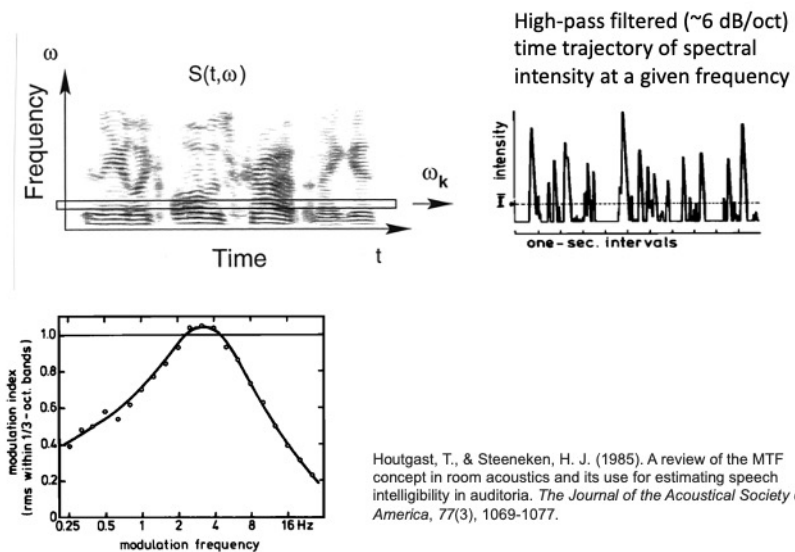 High-pass filtered (~6 dB/oct)
time trajectory of spectral
intensity at a given frequency
ω
S(t,ω)
Frequency
ωk
Time
t
intensity
I
one-sec. intervals
modulation index
(rms within 1/3-oct. bands)
1.0
0.8
0.6
0.4
0.2
0
0.25 0.5 1 2 4 8 16 Hz
modulation frequency
Houtgast, T., & Steeneken, H. J. (1985). A review of the MTF
concept in room acoustics and its use for estimating speech
intelligibility in auditoria. The Journal of the Acoustical Society o
America, 77(3), 1069-1077.